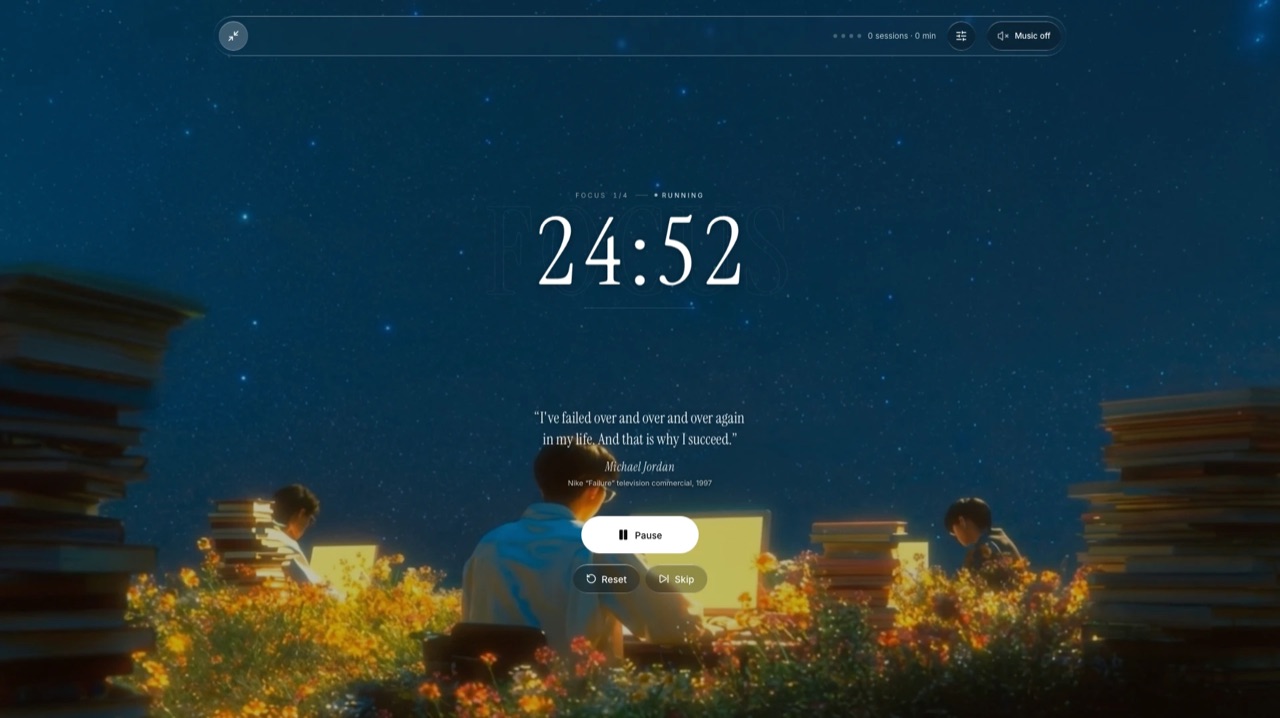 0 sessions · 0 min
Music off
FOCUS 1/4 — • RUNNING
FOCUS
24:52
“I've failed over and over and over again
in my life. And that is why I succeed.”
Michael Jordan
Nike “Failure” television commercial, 1997
Pause
Reset
Skip